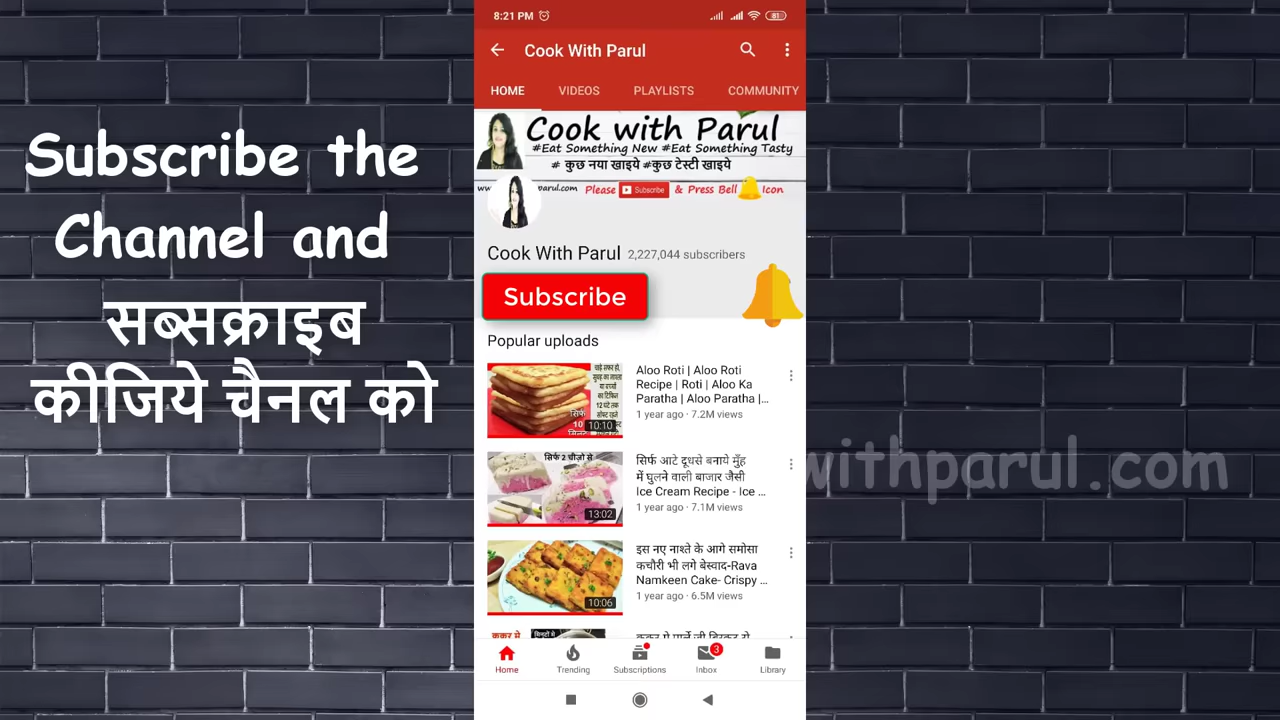 Subscribe the
Channel and
सब्सक्राइब
कीजिये चैनल को
8:21 PM
81
Cook With Parul
HOME VIDEOS PLAYLISTS COMMUNITY
Cook with Parul
#Eat Something New #Eat Something Tasty
# कुछ नया खाइये #कुछ टेस्टी खाइये
Please Subscribe & Press Bell Icon
Cook With Parul 2,227,044 subscribers
Subscribe
Popular uploads
Aloo Roti | Aloo Roti
Recipe | Roti | Aloo Ka
Paratha | Aloo Paratha |...
1 year ago · 7.2M views
सिर्फ
10
10:10
सिर्फ आटे दूधसे बनाये मुँह
में घुलने वाली बाजार जैसी
Ice Cream Recipe - Ice ...
1 year ago · 7.1M views
सिर्फ 2 चीज़ो से
13:02
इस नए नाश्ते के आगे समोसा
कचौरी भी लगे बेस्वाद-Rava
Namkeen Cake- Crispy ...
1 year ago · 6.5M views
10:06
withparul.com
3
Home Trending Subscriptions Inbox Library